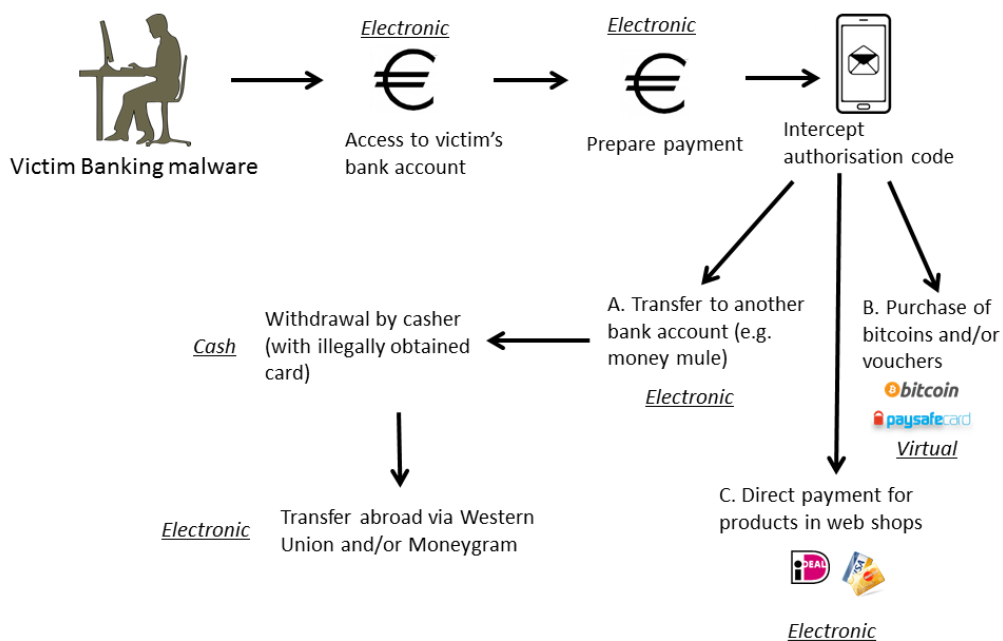 Electronic
Electronic
Victim Banking malware
Access to victim's
bank account
Prepare payment
Intercept
authorisation code
A. Transfer to another
bank account (e.g.
money mule)
Electronic
B. Purchase of
bitcoins and/or
vouchers
bitcoin
paysafecard
Virtual
Withdrawal by casher
(with illegally obtained
card)
Cash
C. Direct payment for
products in web shops
iDEAL
VISA
Electronic
Electronic
Transfer abroad via Western
Union and/or Moneygram